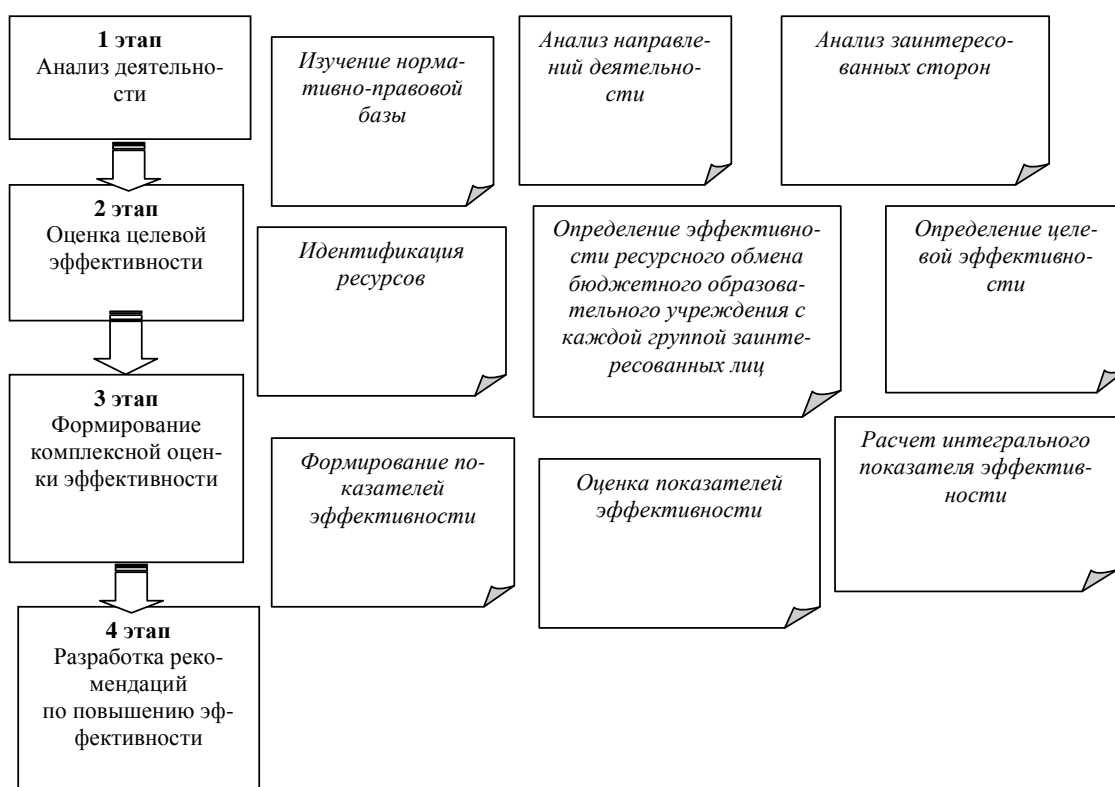 1 этап
Анализ деятельно-
сти
Изучение норма-
тивно-правовой
базы
Анализ направле-
ний деятельно-
сти
Анализ заинтересо-
ванных сторон
2 этап
Оценка целевой
эффективности
Идентификация
ресурсов
Определение эффективно-
сти ресурсного обмена
бюджетного образова-
тельного учреждения с
каждой группой заинте-
ресованных лиц
Определение целе-
вой эффективно-
сти
3 этап
Формирование
комплексной оцен-
ки эффективности
Формирование по-
казателей
эффективности
Оценка показателей
эффективности
Расчет интегрального
показателя эффектив-
ности
4 этап
Разработка реко-
мендаций
по повышению эф-
фективности